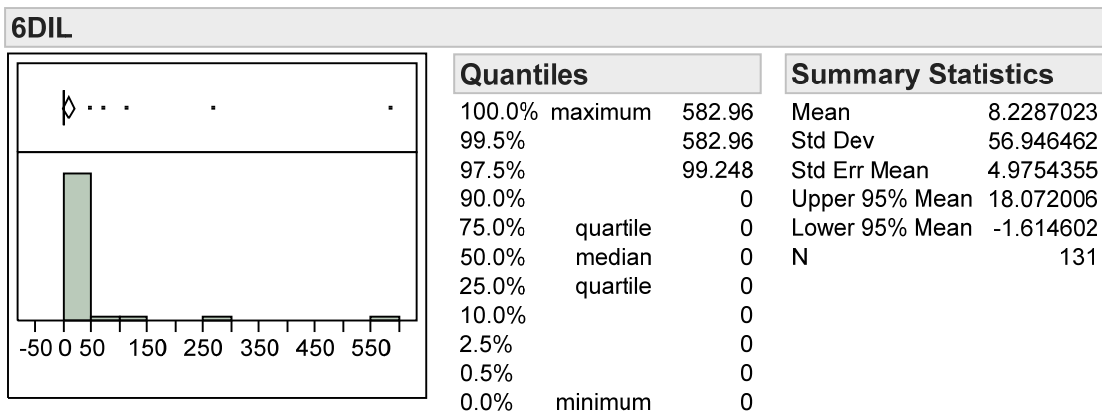 6DIL
-50 0 50 150 250 350 450 550
Quantiles
100.0% maximum 582.96
99.5% 582.96
97.5% 99.248
90.0% 0
75.0% quartile 0
50.0% median 0
25.0% quartile 0
10.0% 0
2.5% 0
0.5% 0
0.0% minimum 0
Summary Statistics
Mean 8.2287023
Std Dev 56.946462
Std Err Mean 4.9754355
Upper 95% Mean 18.072006
Lower 95% Mean -1.614602
N 131